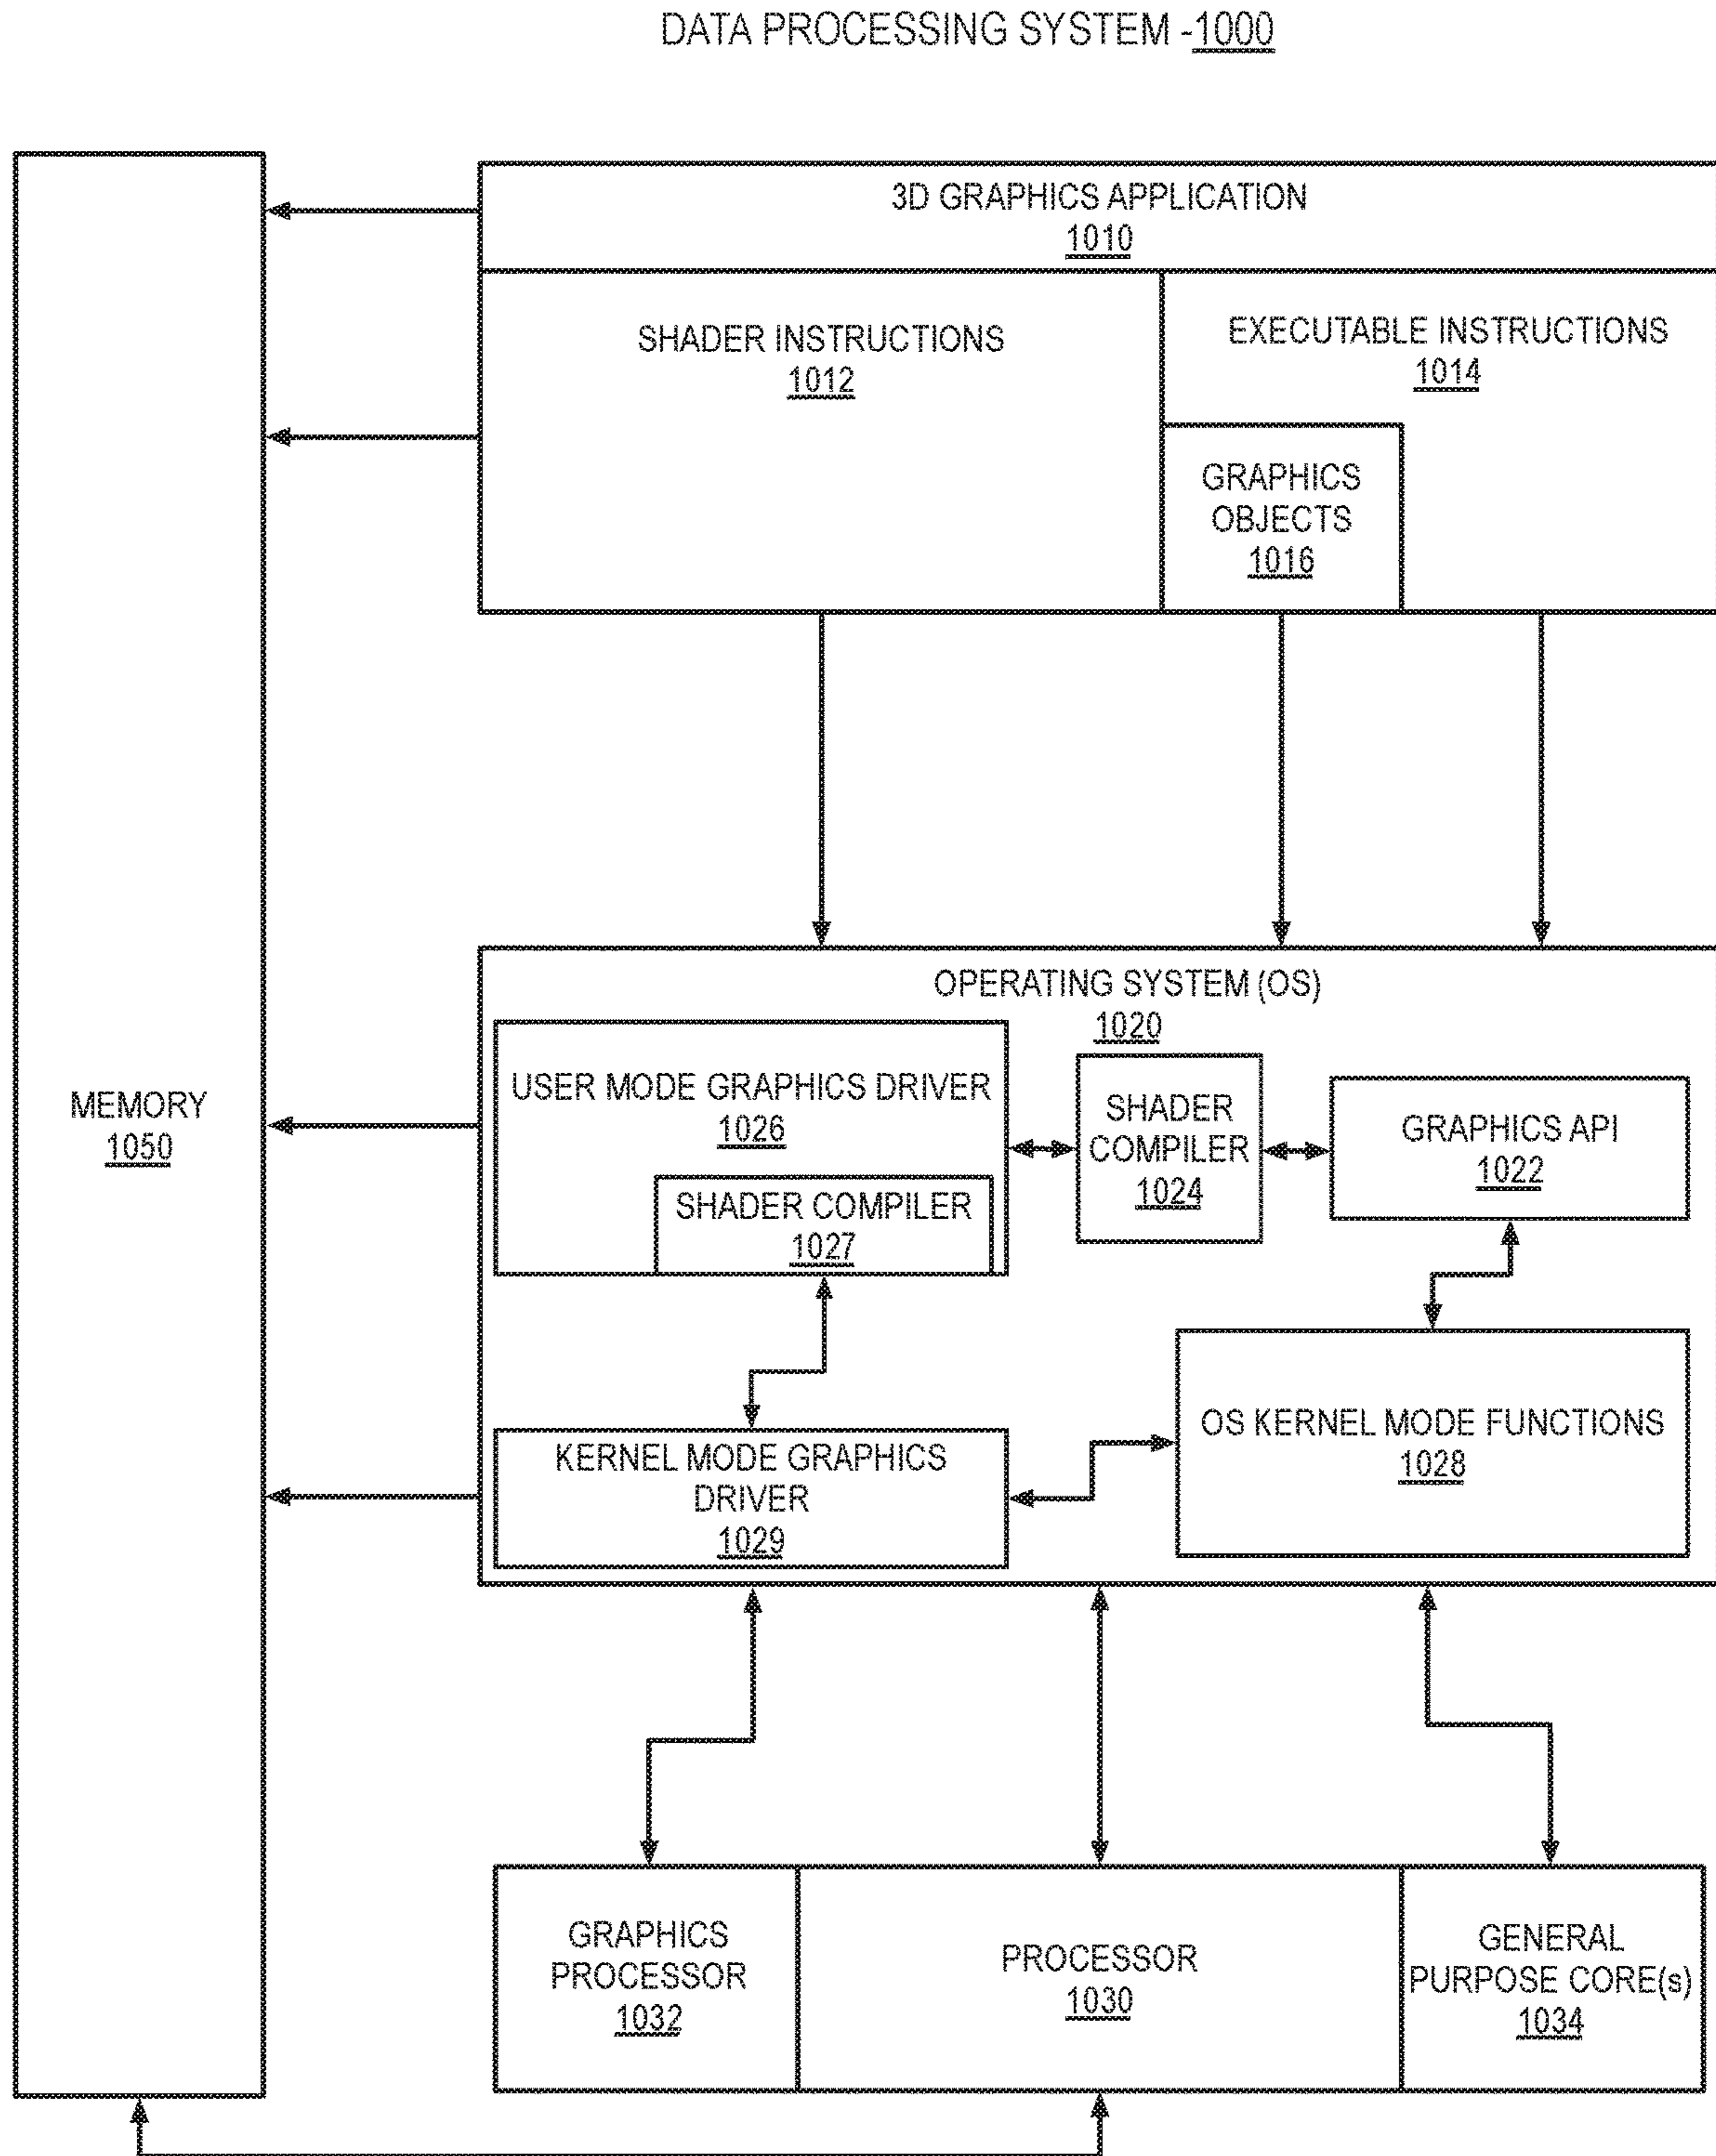 DATA PROCESSING SYSTEM -1000
3D GRAPHICS APPLICATION
1010
SHADER INSTRUCTIONS
1012
EXECUTABLE INSTRUCTIONS
1014
GRAPHICS
OBJECTS
1016
MEMORY
1050
OPERATING SYSTEM (OS)
1020
USER MODE GRAPHICS DRIVER
1026
SHADER COMPILER
1027
SHADER
COMPILER
1024
GRAPHICS API
1022
KERNEL MODE GRAPHICS
DRIVER
1029
OS KERNEL MODE FUNCTIONS
1028
GRAPHICS
PROCESSOR
1032
PROCESSOR
1030
GENERAL
PURPOSE CORE(s)
1034